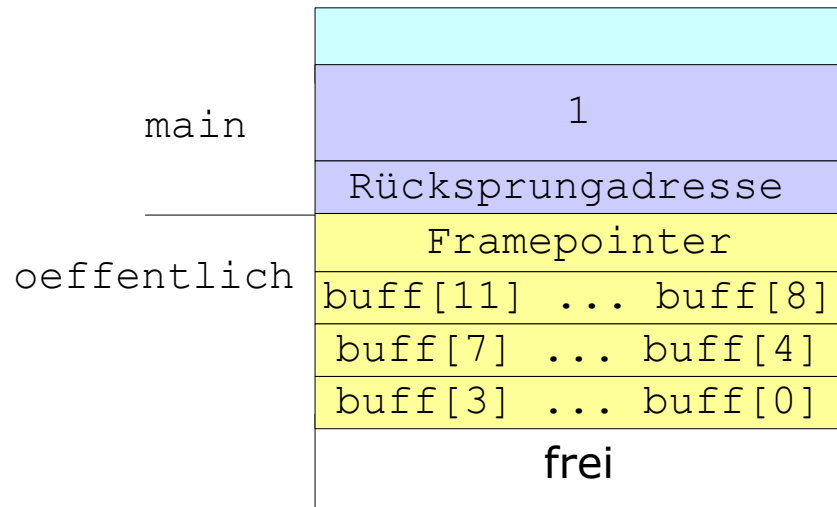 main
1
Rücksprungadresse
oeffentlich
Framepointer
buff[11] ... buff[8]
buff[7] ... buff[4]
buff[3] ... buff[0]
frei